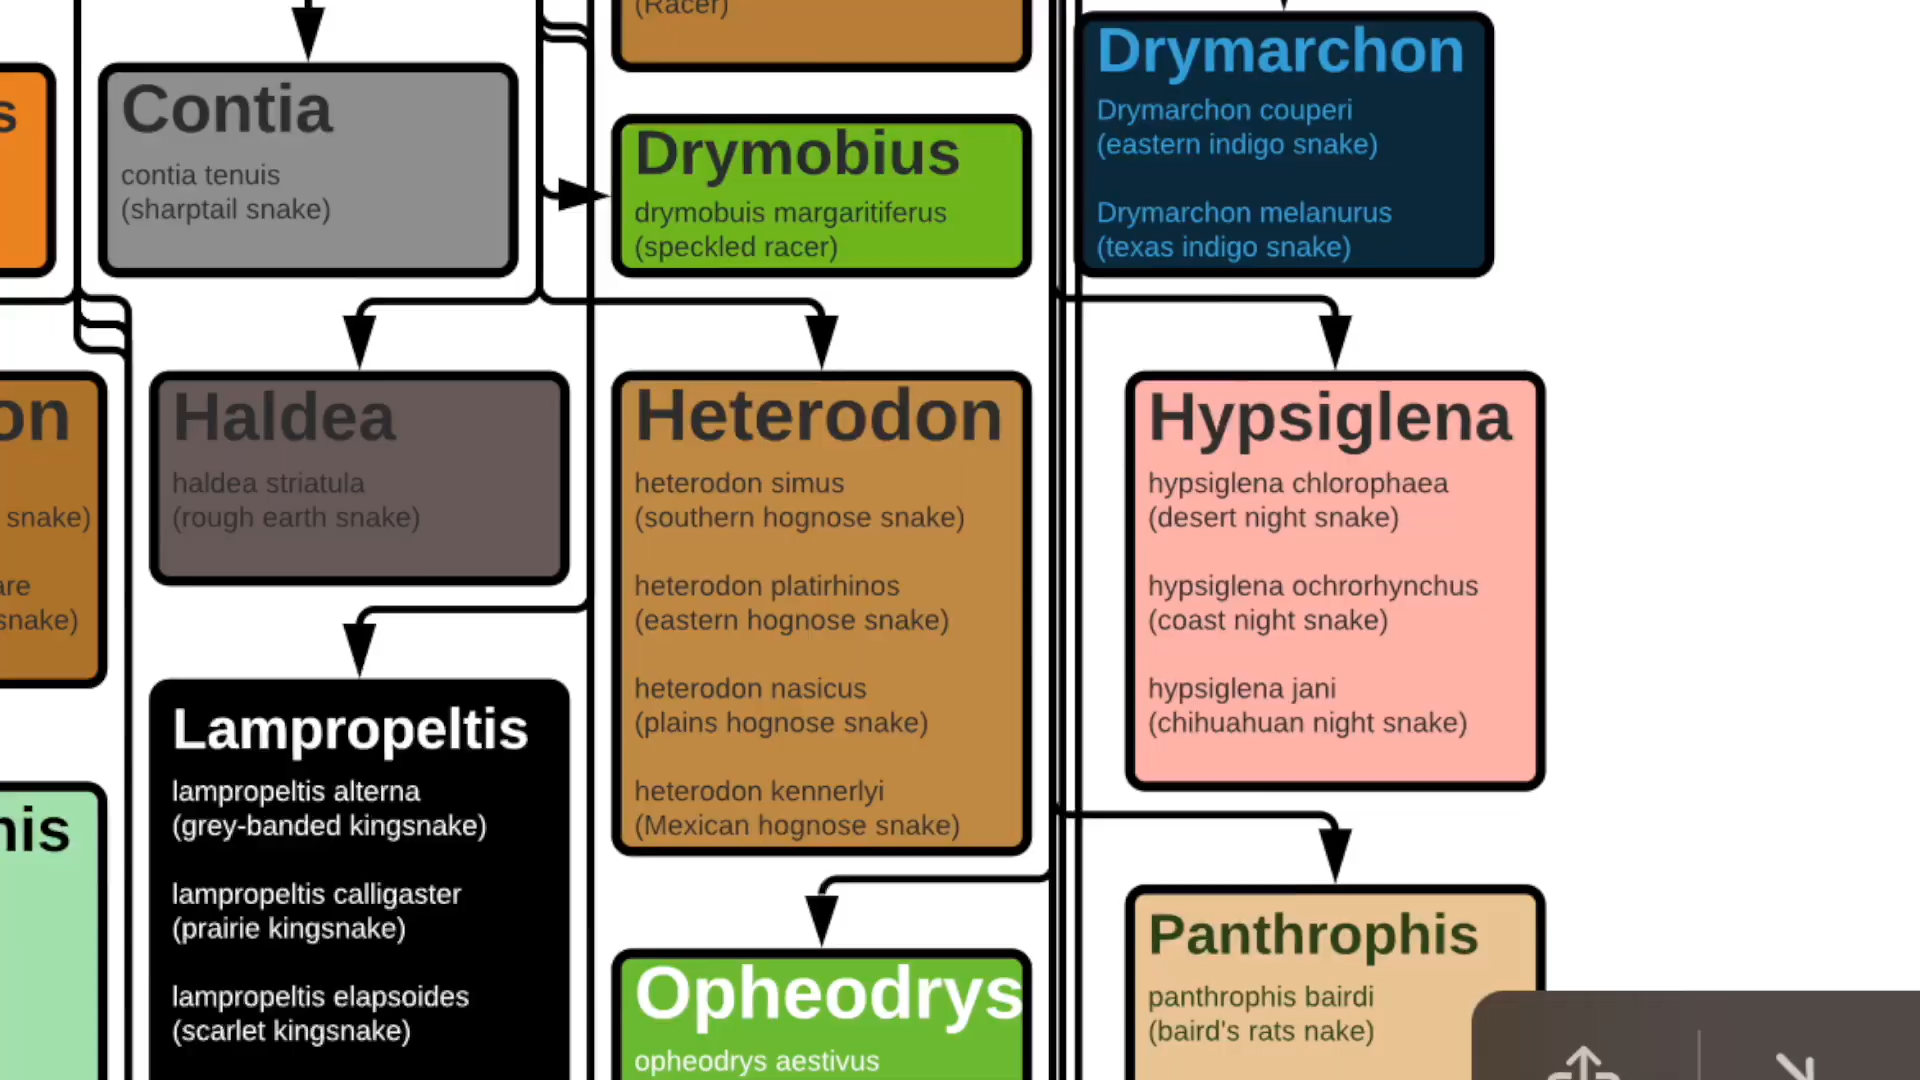 (Racer)
Drymarchon
Drymarchon couperi
(eastern indigo snake)
Drymarchon melanurus
(texas indigo snake)
s
Contia
contia tenuis
(sharptail snake)
Drymobius
drymobuis margaritiferus
(speckled racer)
on
snake)
are
snake)
Haldea
haldea striatula
(rough earth snake)
Heterodon
heterodon simus
(southern hognose snake)
heterodon platirhinos
(eastern hognose snake)
heterodon nasicus
(plains hognose snake)
heterodon kennerlyi
(Mexican hognose snake)
Hypsiglena
hypsiglena chlorophaea
(desert night snake)
hypsiglena ochrorhynchus
(coast night snake)
hypsiglena jani
(chihuahuan night snake)
nis
Lampropeltis
lampropeltis alterna
(grey-banded kingsnake)
lampropeltis calligaster
(prairie kingsnake)
lampropeltis elapsoides
(scarlet kingsnake)
Opheodrys
opheodrys aestivus
Panthrophis
panthrophis bairdi
(baird's rats nake)